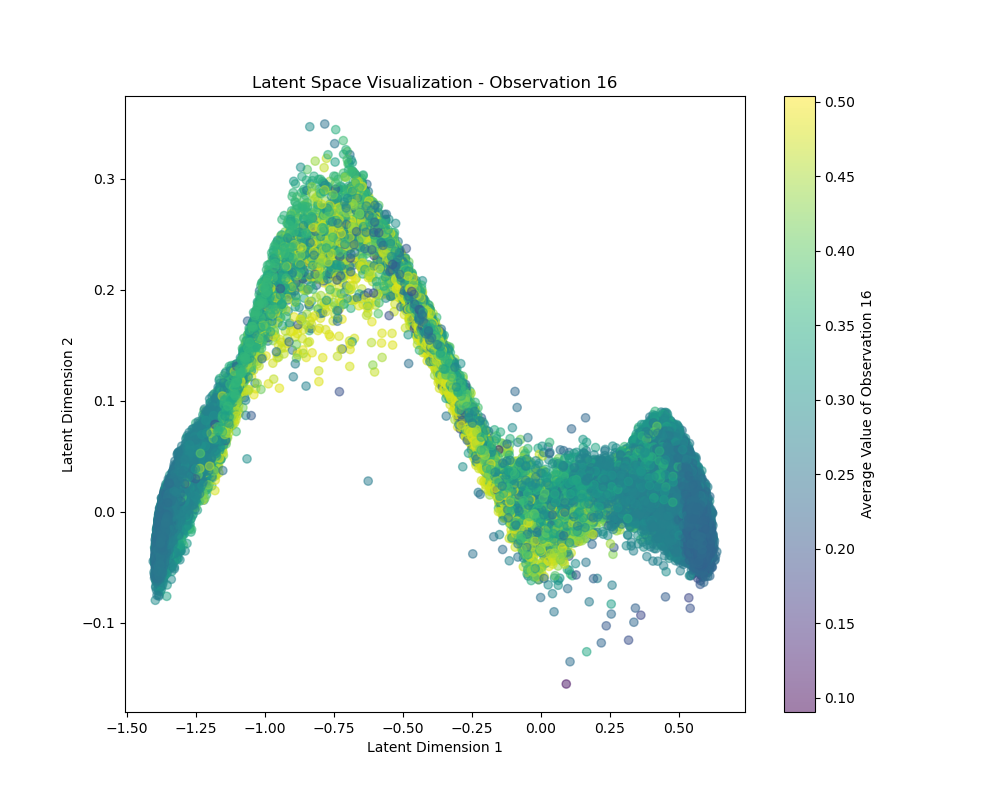 Latent Space Visualization - Observation 16
Latent Dimension 2
0.3
0.2
0.1
0.0
−0.1
−1.50 −1.25 −1.00 −0.75 −0.50 −0.25 0.00 0.25 0.50
Latent Dimension 1
0.50
0.45
0.40
0.35
0.30
0.25
0.20
0.15
0.10
Average Value of Observation 16